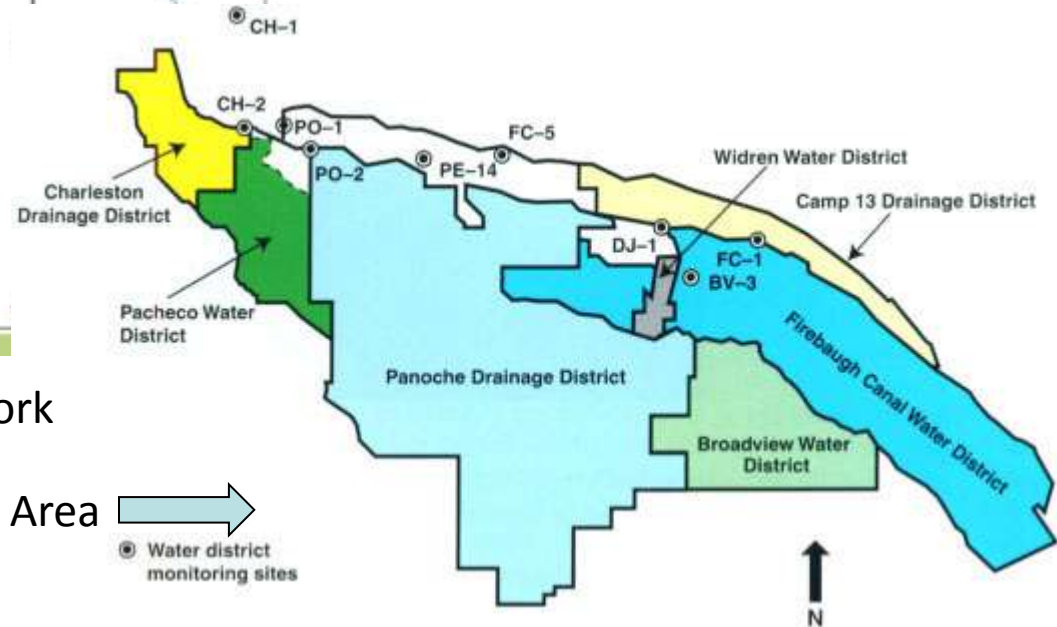 CH–1
CH–2
PO–1
FC–5
PO–2
PE–14
Widren Water District
Charleston
Drainage District
Camp 13 Drainage District
DJ–1
FC–1
BV–3
Pacheco Water
District
Panoche Drainage District
Firebaugh Canal Water District
Broadview Water
District
Area
Water district
monitoring sites
N